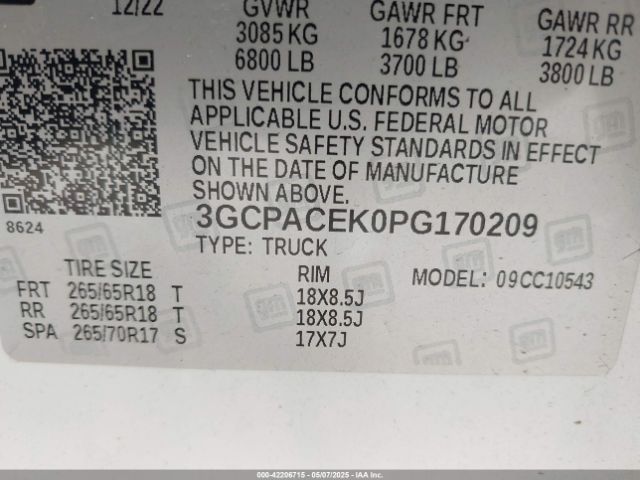 12/22 GVWR GAWR FRT GAWR RR
3085 KG 1678 KG 1724 KG
6800 LB 3700 LB 3800 LB
THIS VEHICLE CONFORMS TO ALL
APPLICABLE U.S. FEDERAL MOTOR
VEHICLE SAFETY STANDARDS IN EFFECT
ON THE DATE OF MANUFACTURE
SHOWN ABOVE.
8624
3GCPACEK0PG170209
TYPE: TRUCK
TIRE SIZE RIM MODEL: 09CC10543
FRT 265/65R18 T 18X8.5J
RR 265/65R18 T 18X8.5J
SPA 265/70R17 S 17X7J
000-42206715 - 05/07/2025 - IAAI.COM